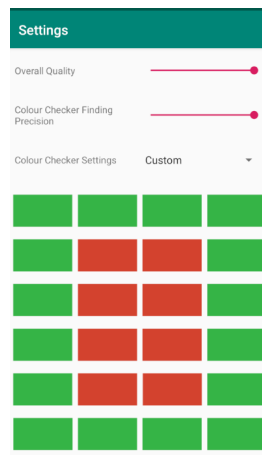 Settings
Overall Quality
Colour Checker Finding
Precision
Colour Checker Settings Custom